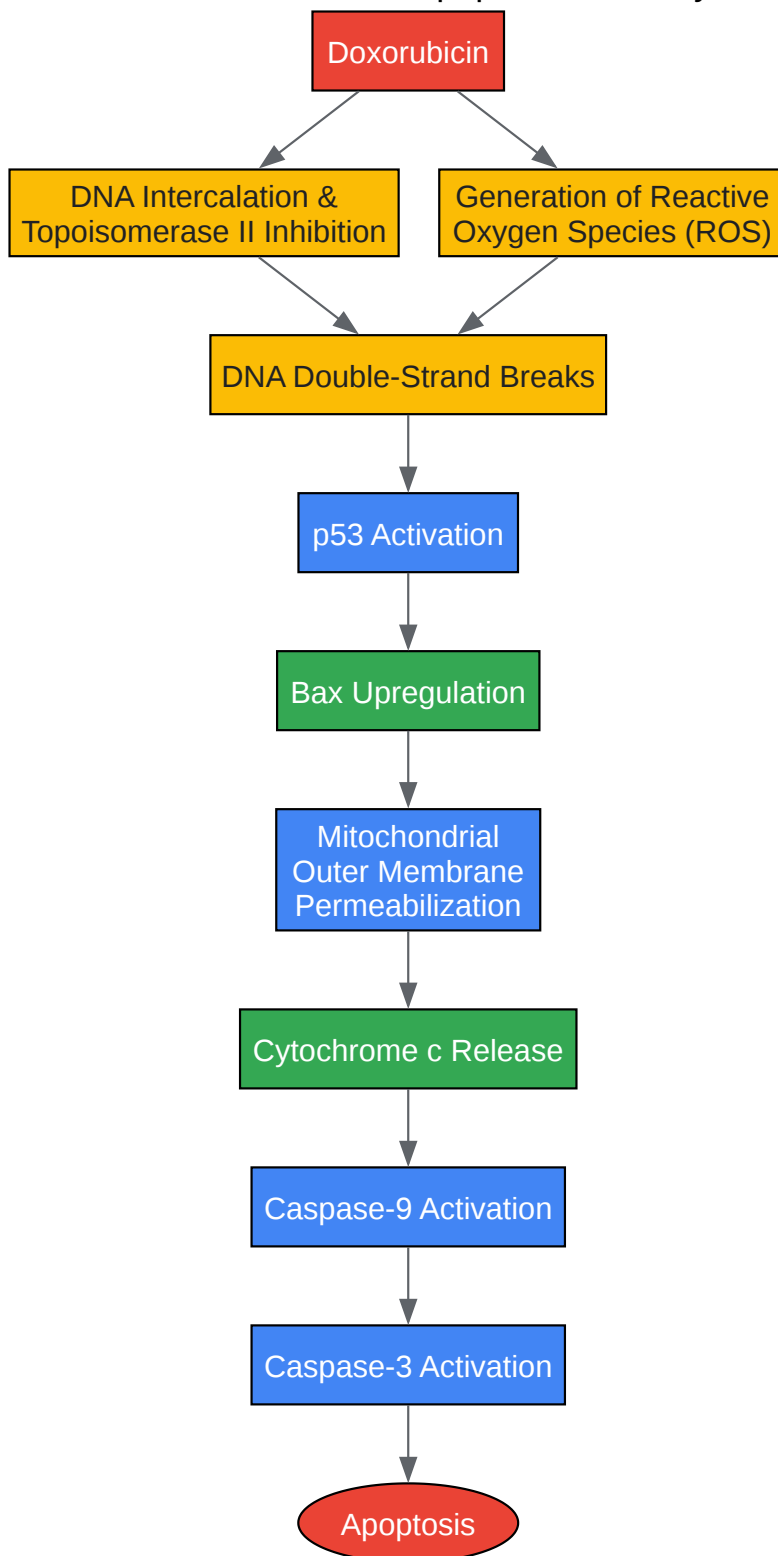 Doxorubicin
DNA Intercalation &
Topoisomerase II Inhibition
Generation of Reactive
Oxygen Species (ROS)
DNA Double-Strand Breaks
p53 Activation
Bax Upregulation
Mitochondrial
Outer Membrane
Permeabilization
Cytochrome c Release
Caspase-9 Activation
Caspase-3 Activation
Apoptosis